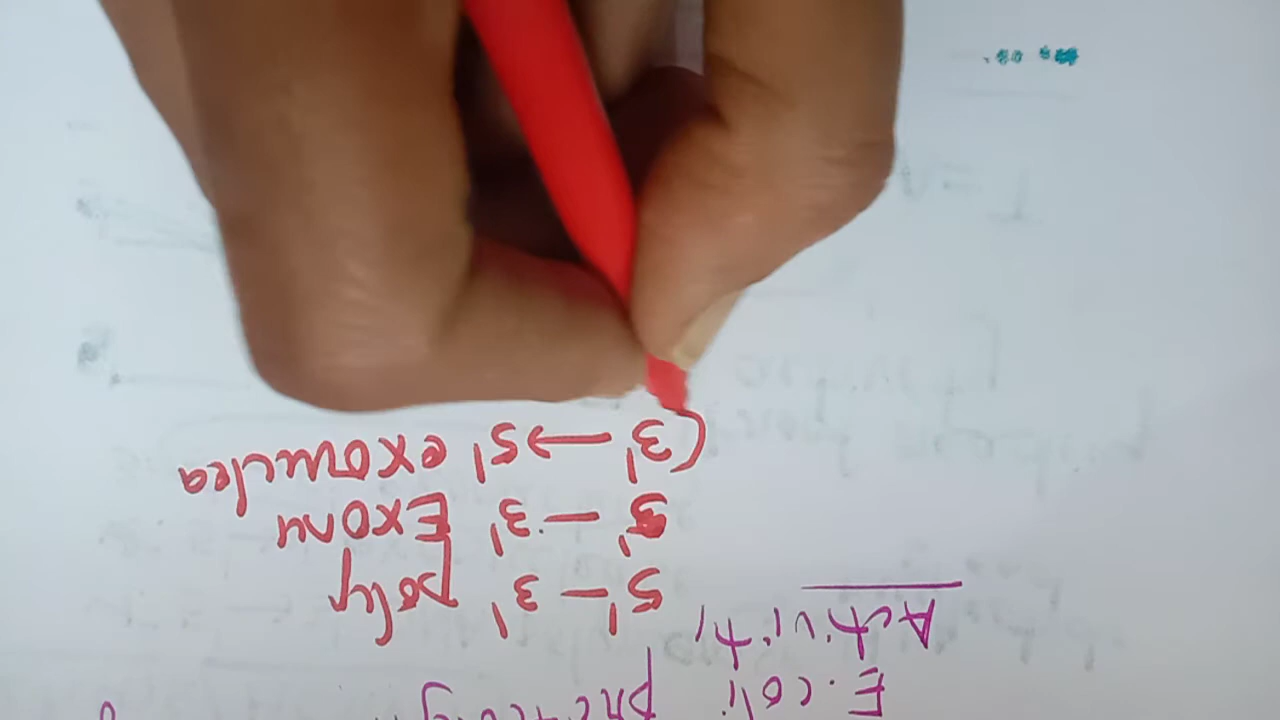 E.coli
Activity
5' - 3' poly
5' - 3' Exonu
(3' → 5' exonuclea